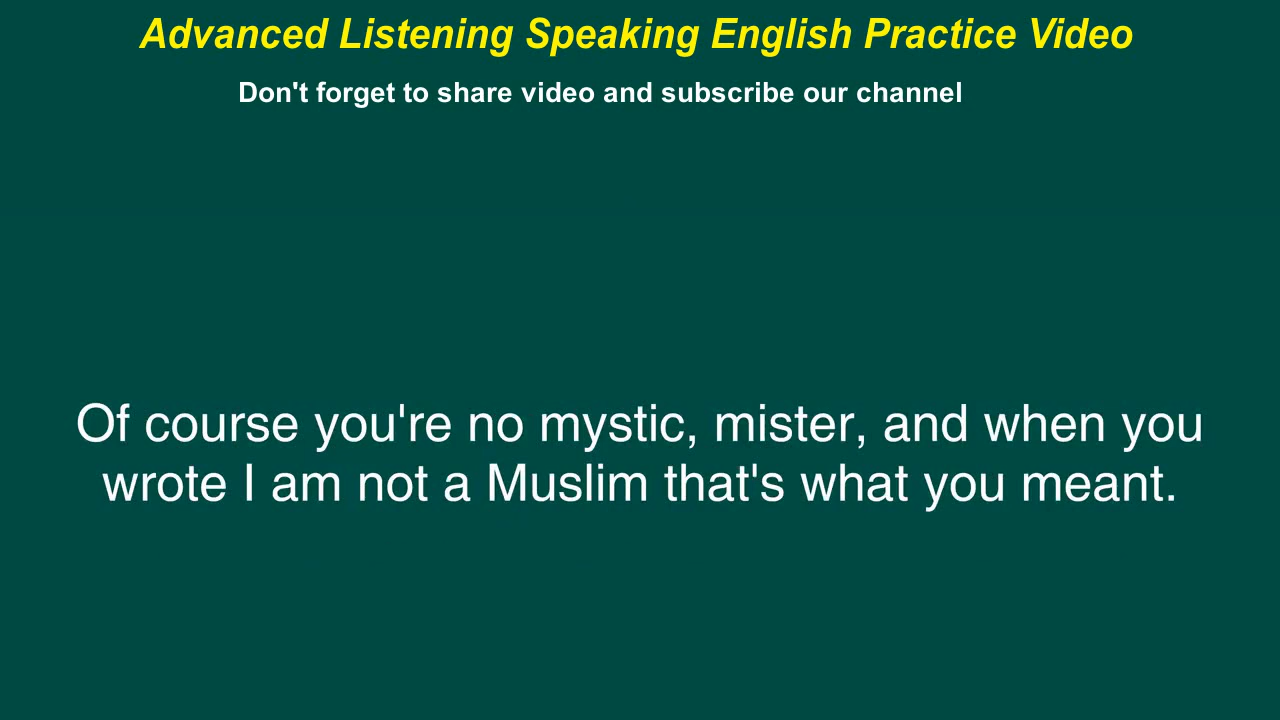 Advanced Listening Speaking English Practice Video
Don't forget to share video and subscribe our channel
Of course you're no mystic, mister, and when you
wrote I am not a Muslim that's what you meant.